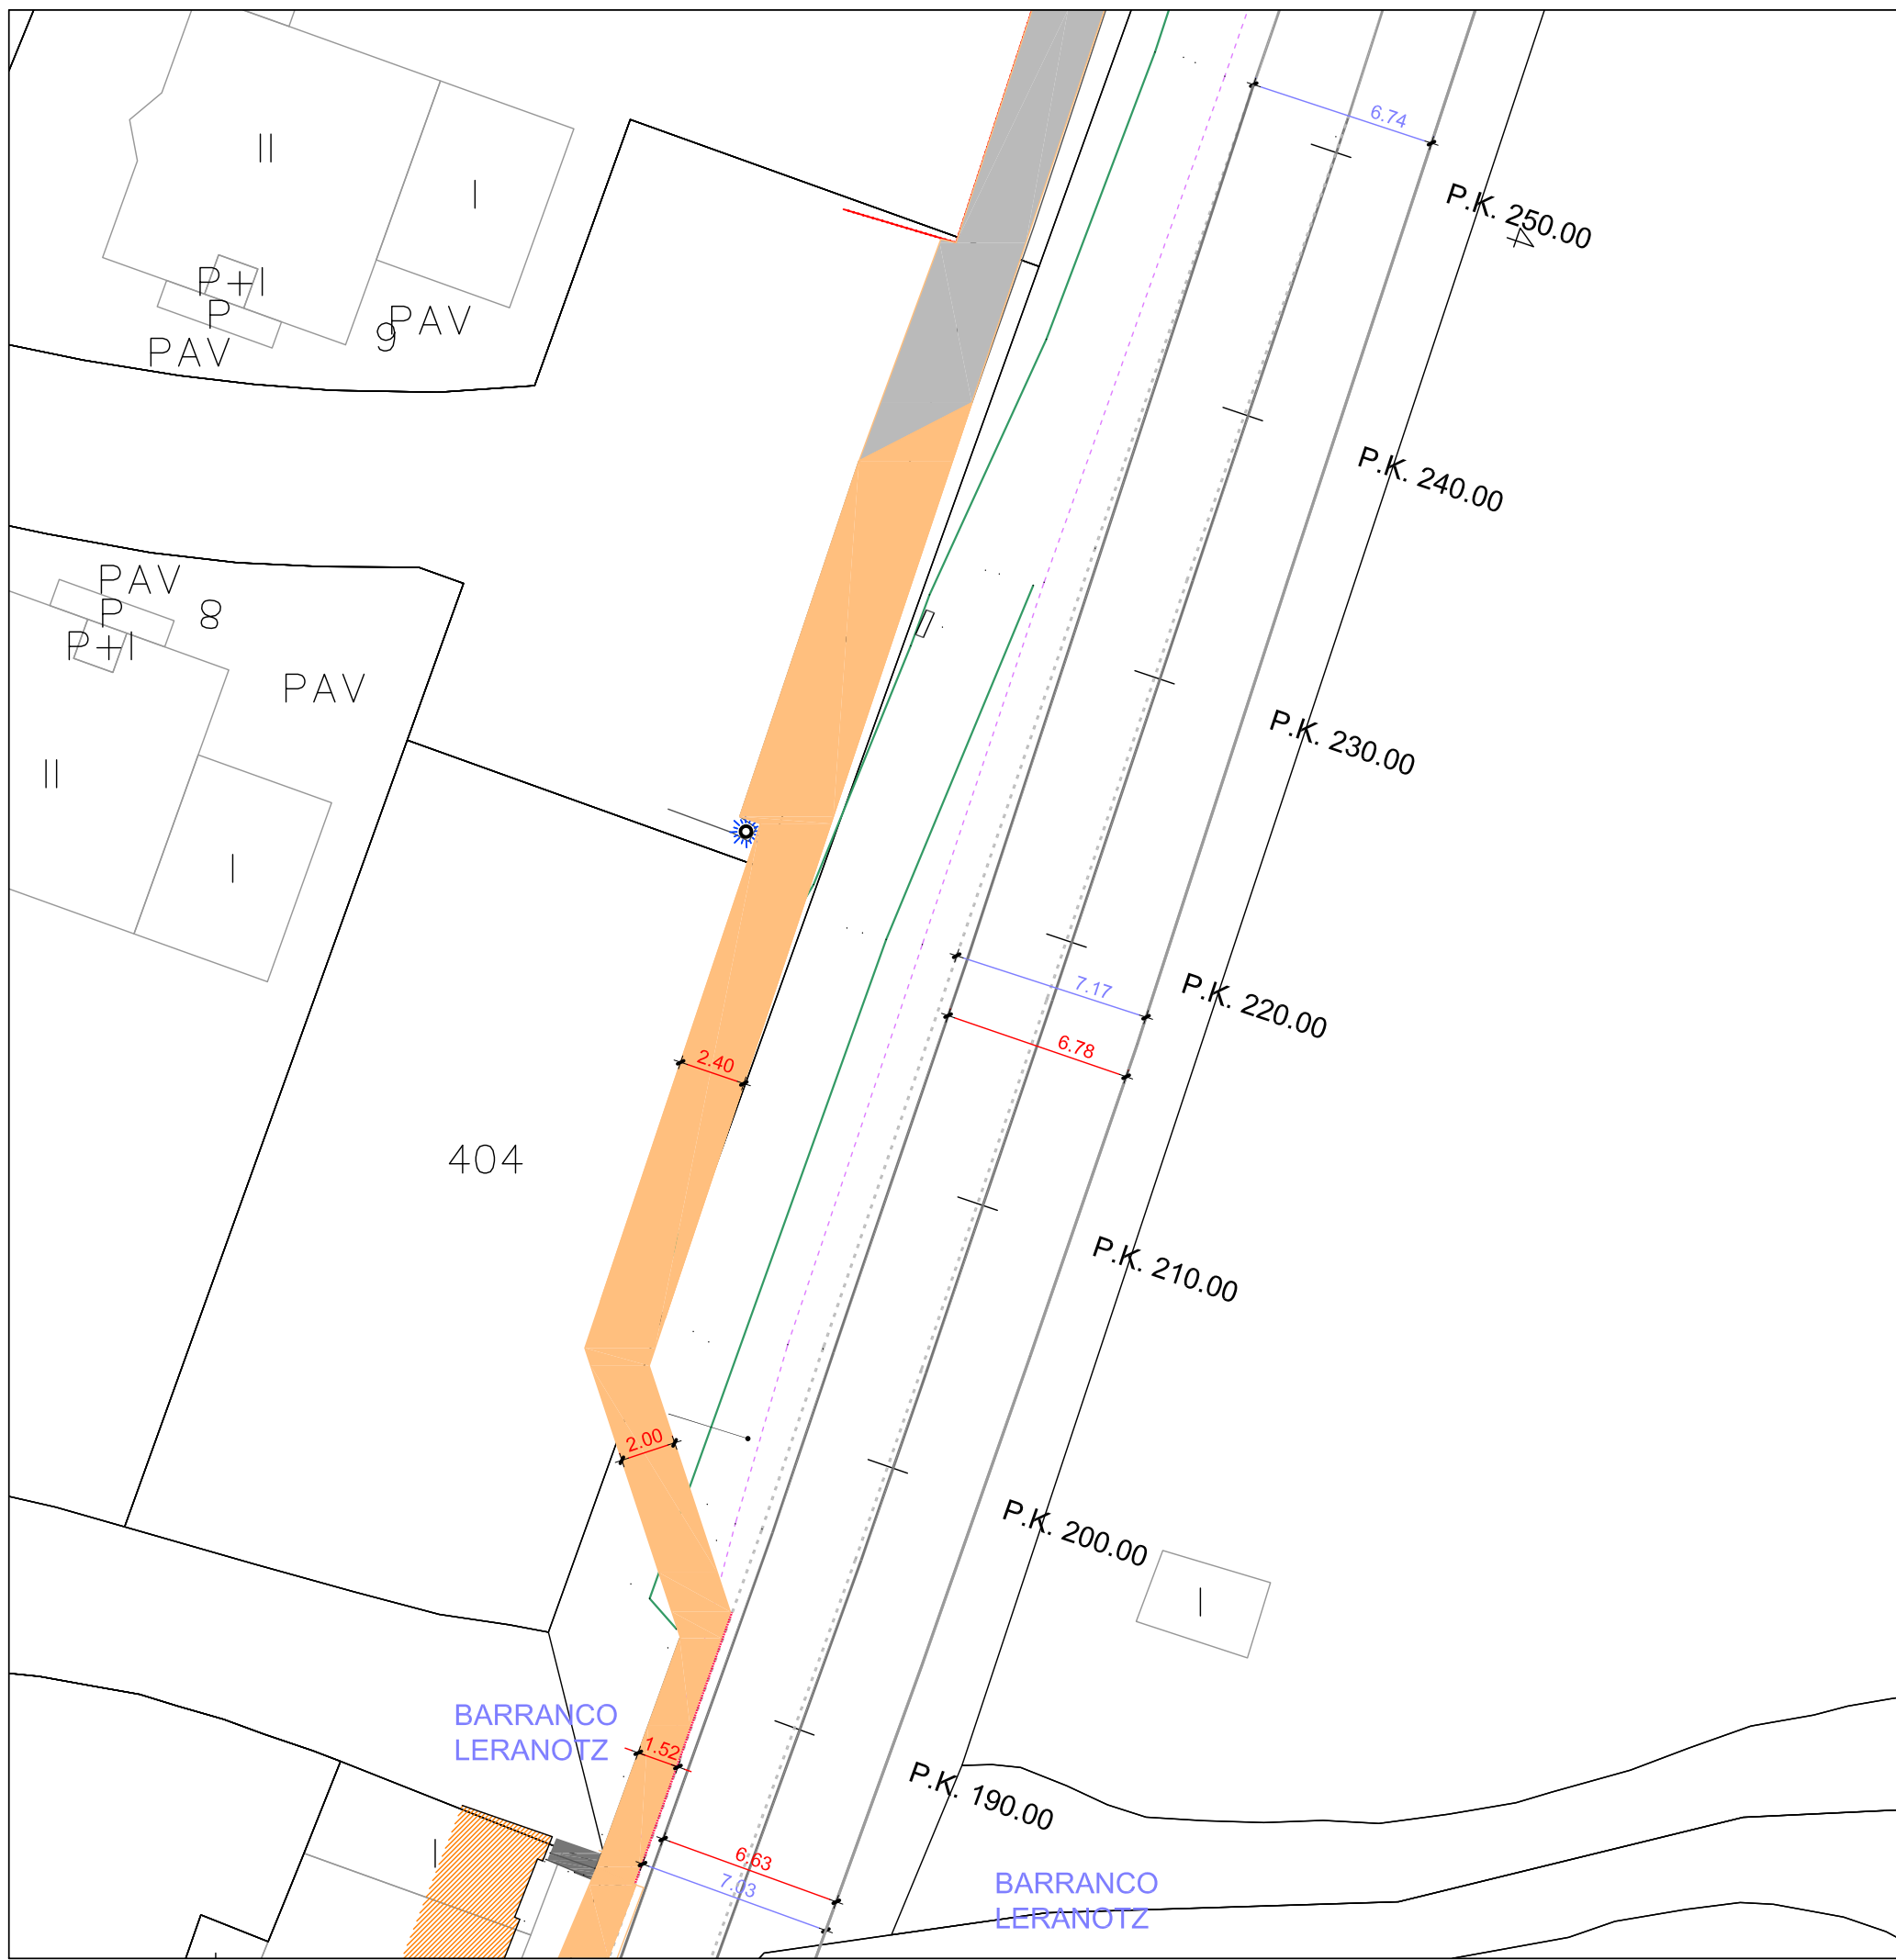 6.74
P.K. 250.00
II
I
P+I
P
PAV
9
PAV
P.K. 240.00
PAV
P
8
P+I
PAV
P.K. 230.00
II
I
7.17
P.K. 220.00
6.78
2.40
404
P.K. 210.00
2.00
P.K. 200.00
I
BARRANCO
LERANOTZ
1.52
P.K. 190.00
I
6.63
7.03
BARRANCO
LERANOTZ